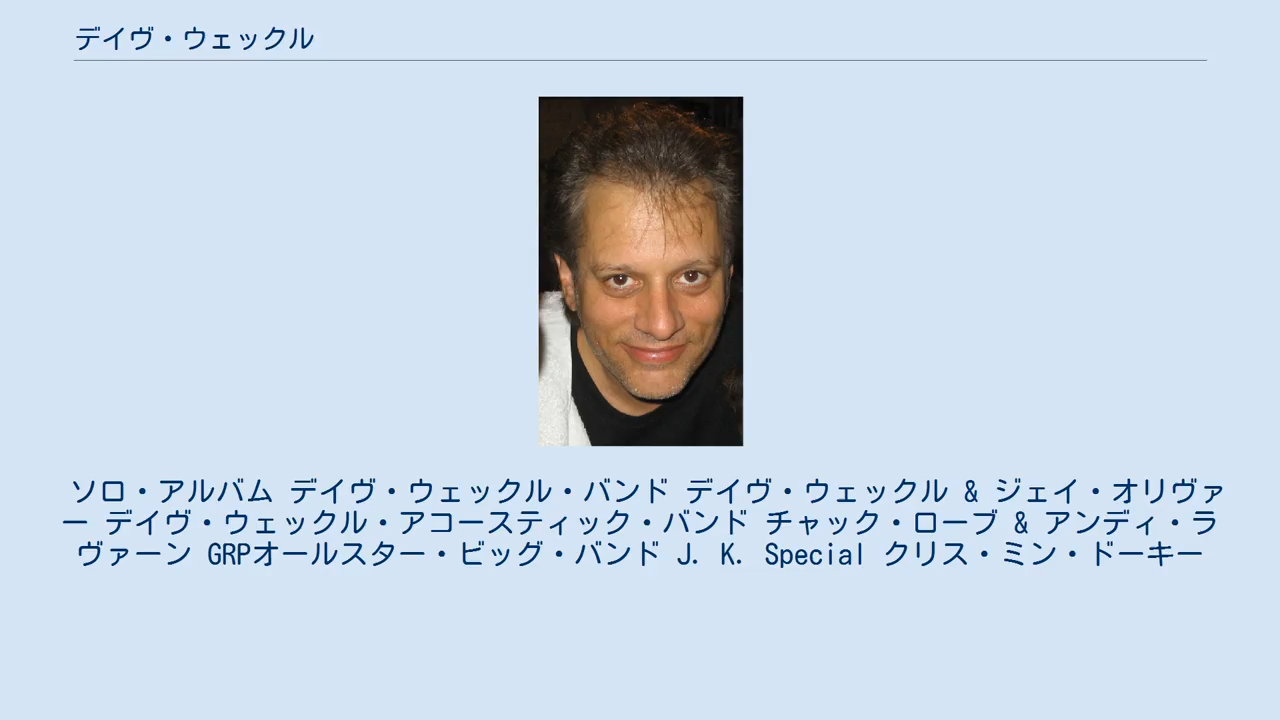 デイヴ・ウェックル
ソロ・アルバム デイヴ・ウェックル・バンド デイヴ・ウェックル & ジェイ・オリヴァ
ー デイヴ・ウェックル・アコースティック・バンド チャック・ローブ & アンディ・ラ
ヴァーン GRPオールスター・ビッグ・バンド J. K. Special クリス・ミン・ドーキー